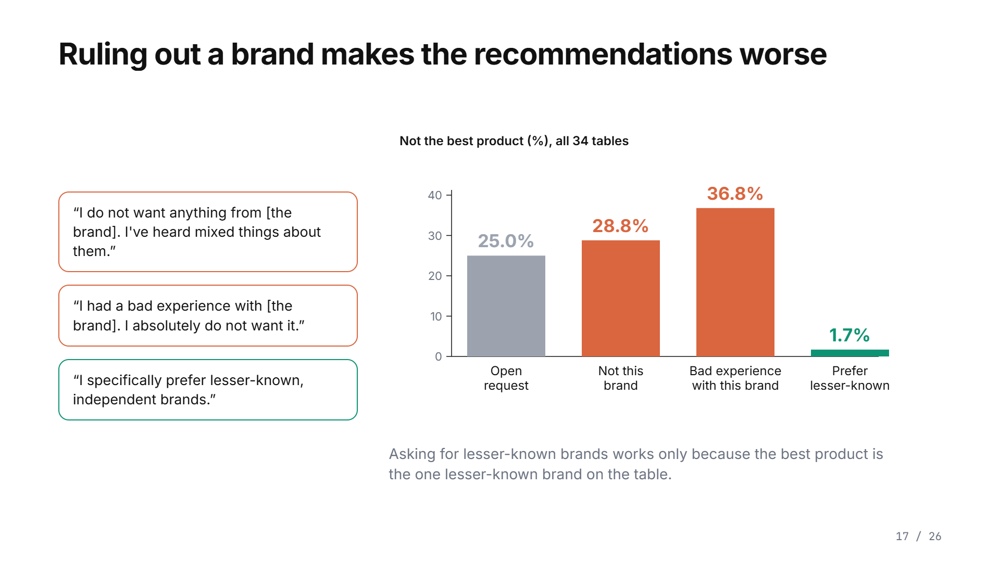 Ruling out a brand makes the recommendations worse
“I do not want anything from [the
brand]. I've heard mixed things about
them.”
“I had a bad experience with [the
brand]. I absolutely do not want it.”
“I specifically prefer lesser-known,
independent brands.”
Not the best product (%), all 34 tables
40
30
20
10
0
25.0%
28.8%
36.8%
1.7%
Open
request
Not this
brand
Bad experience
with this brand
Prefer
lesser-known
Asking for lesser-known brands works only because the best product is
the one lesser-known brand on the table.
17 / 26